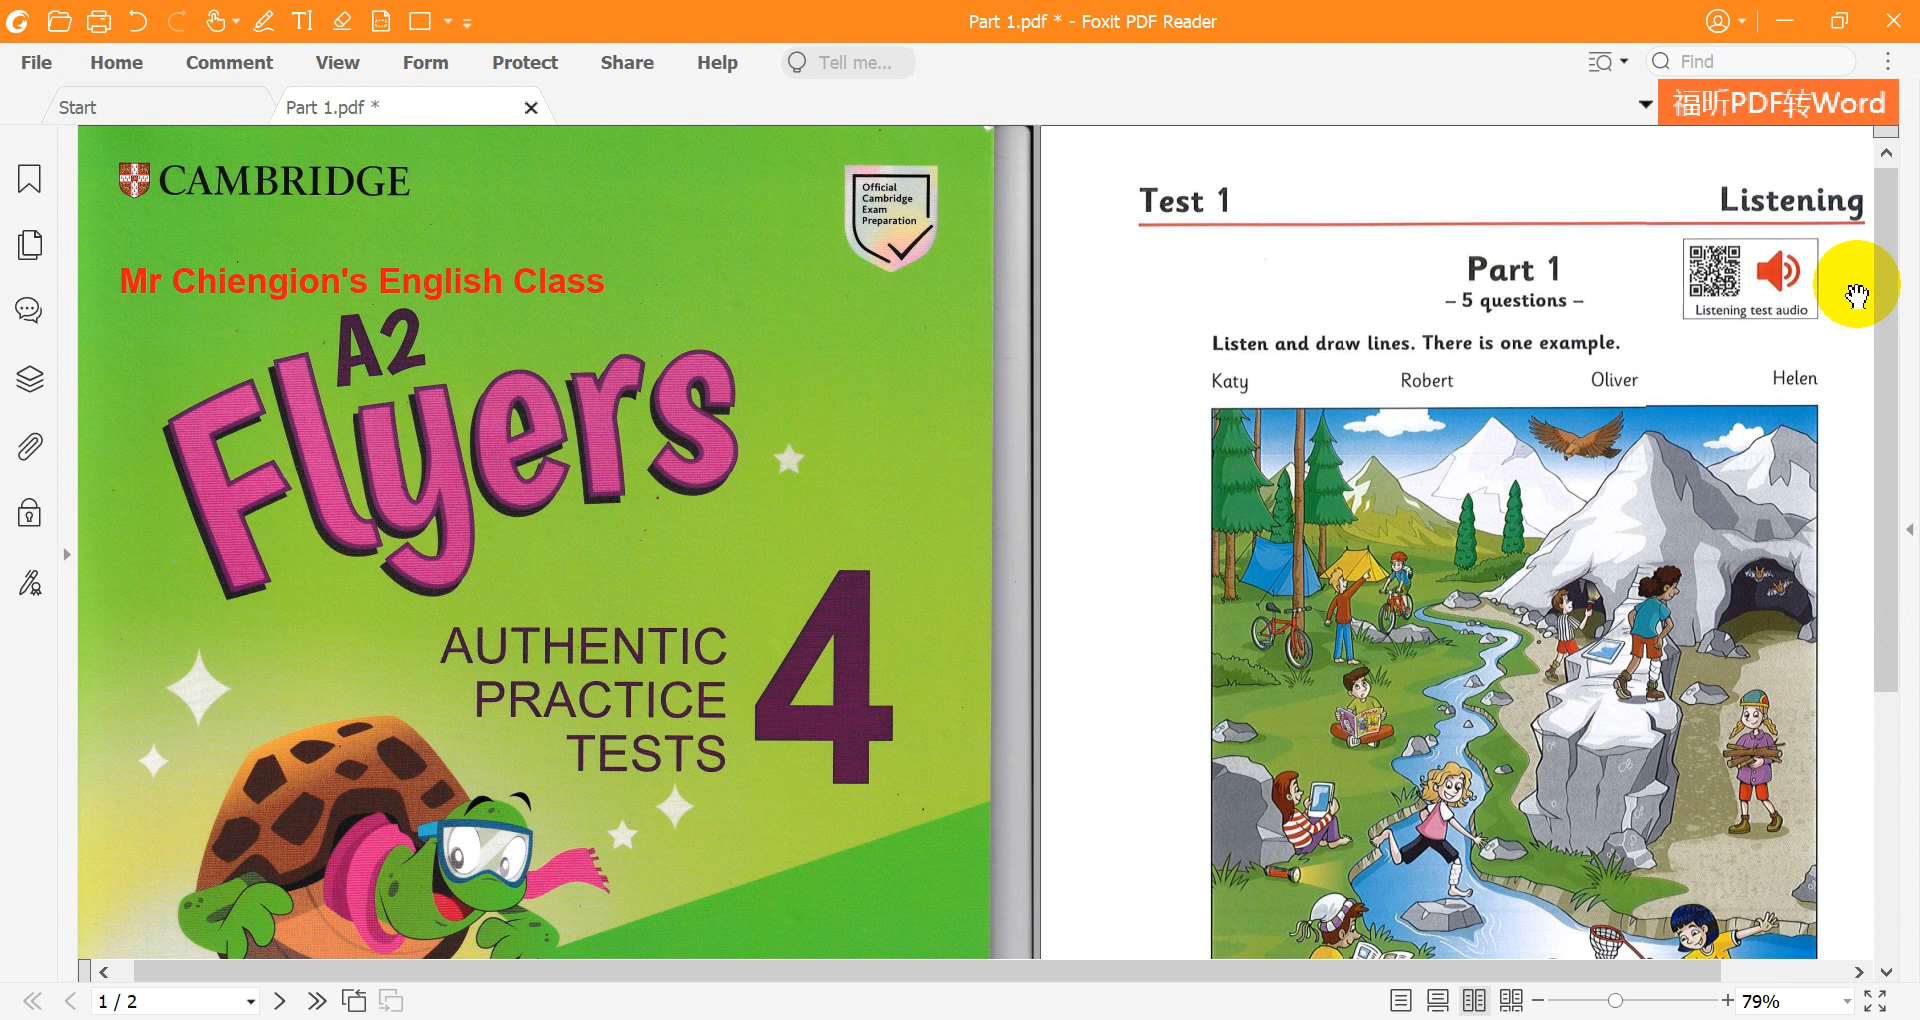 Part 1.pdf * - Foxit PDF Reader
File Home Comment View Form Protect Share Help Tell me... Find
Start Part 1.pdf * 福昕PDF转Word
CAMBRIDGE
Official
Cambridge
Exam
Preparation
Mr Chiengion's English Class
A2
Flyers
AUTHENTIC
PRACTICE
TESTS
4
Test 1 Listening
Part 1
– 5 questions –
Listening test audio
Listen and draw lines. There is one example.
Katy Robert Oliver Helen
1 / 2 79%